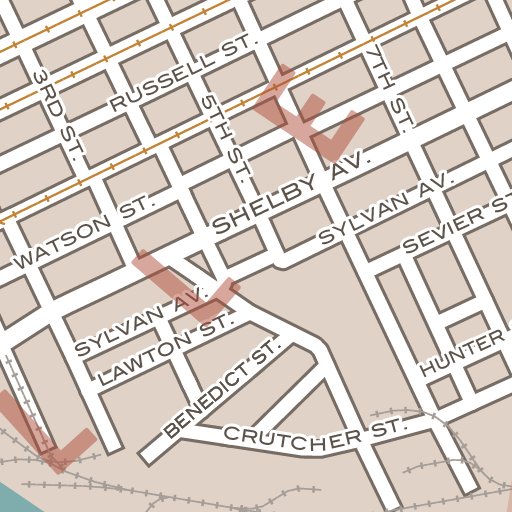 RUSSELL ST.
3RD ST.
5TH ST.
7TH ST.
SHELBY AV.
WATSON ST.
SYLVAN AV.
SEVIER ST
SYLVAN AV.
LAWTON ST.
HUNTER
BENEDICT ST.
CRUTCHER ST.